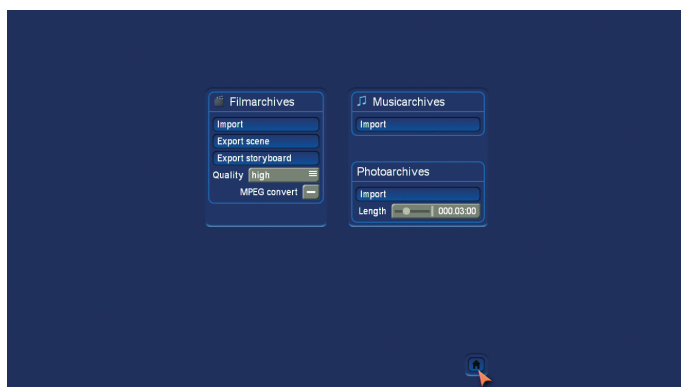 Filmarchives
Import
Export scene
Export storyboard
Quality high
MPEG convert
Musicarchives
Import
Photoarchives
Import
Length 000.03:00